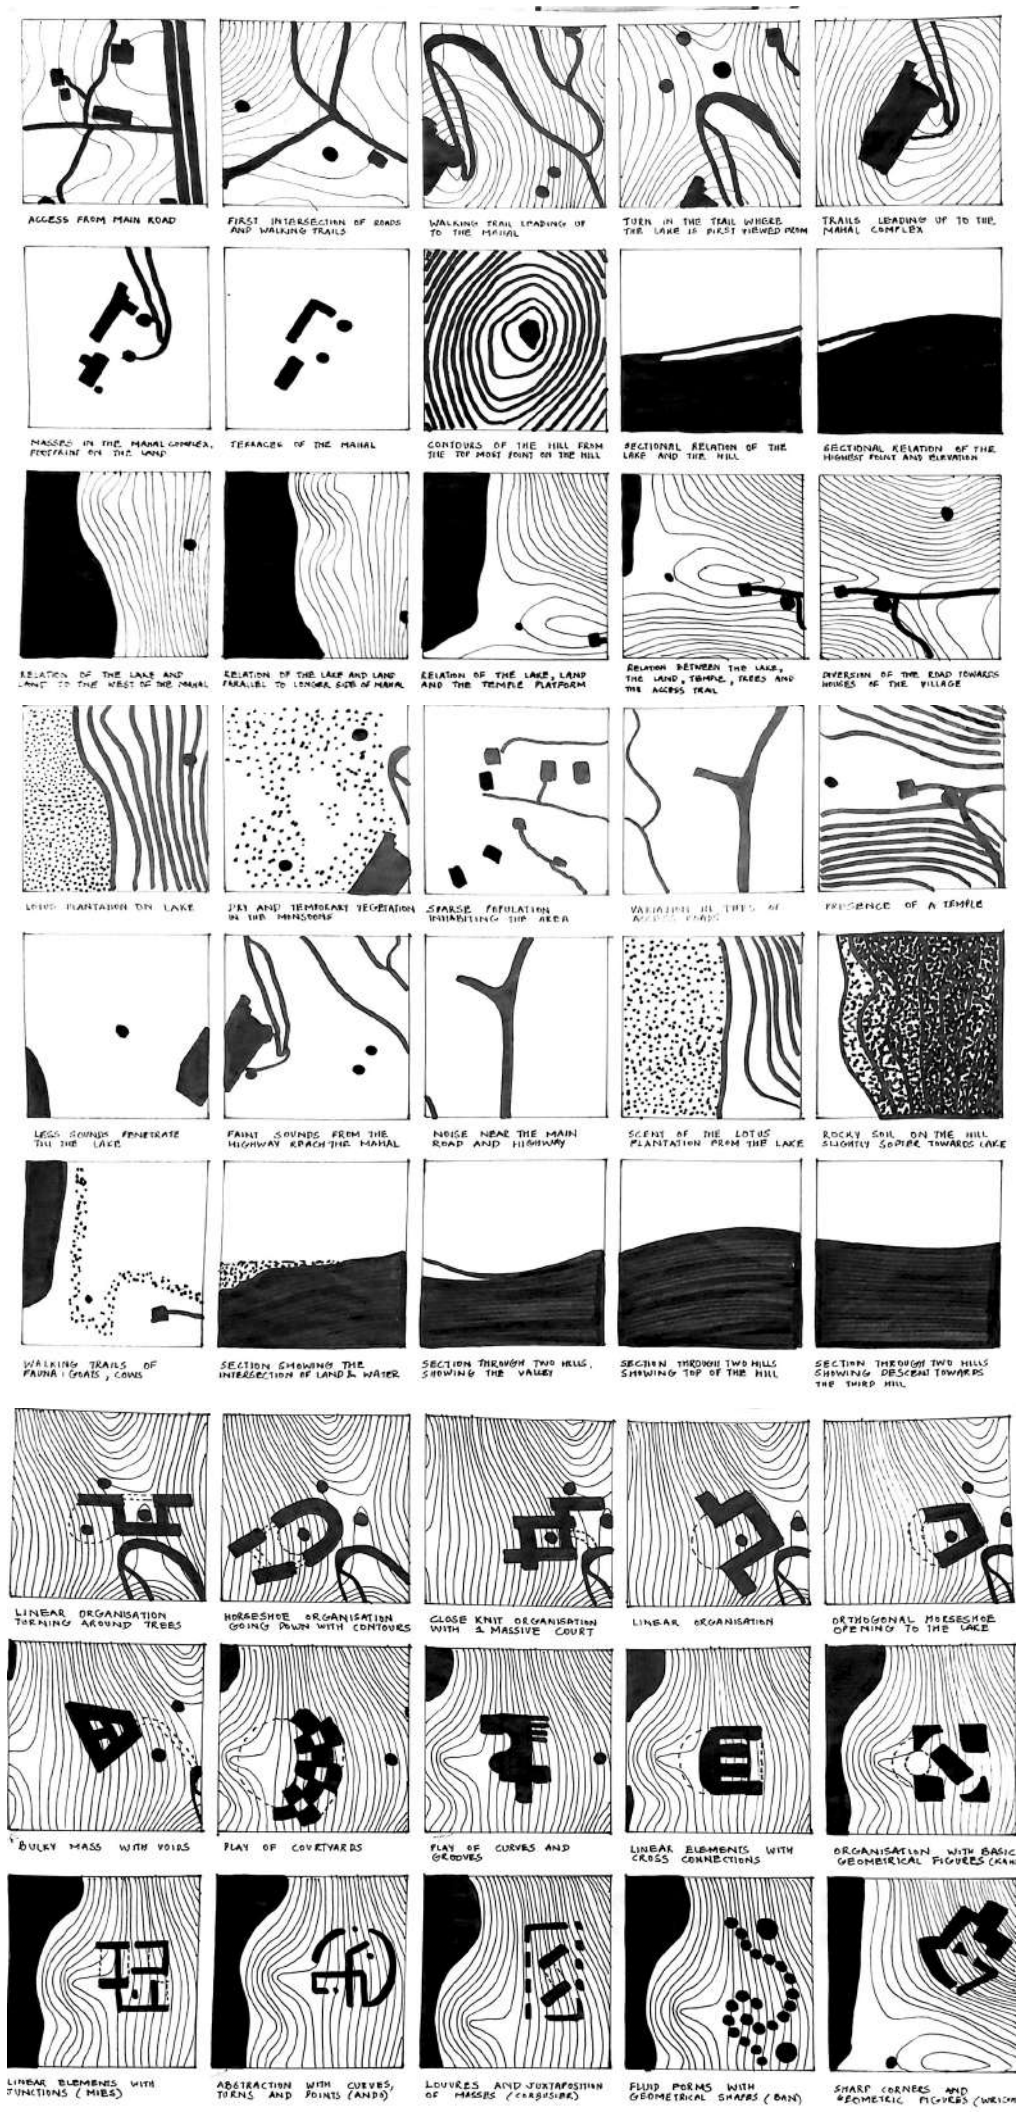 ACCESS FROM MAIN ROAD
FIRST INTERSECTION OF ROADS
AND WALKING TRAILS
WALKING TRAIL LEADING UP
TO THE MAHAL
TURN IN THE TRAIL WHERE
THE LAKE IS FIRST VIEWED FROM
TRAILS LEADING UP TO THE
MAHAL COMPLEX
MASSES IN THE MAHAL COMPLEX,
FOOTPRINT ON THE LAND
TERRACES OF THE MAHAL
CONTOURS OF THE HILL FROM
THE TOP MOST POINT ON THE HILL
SECTIONAL RELATION OF THE
LAKE AND THE HILL
SECTIONAL RELATION OF THE
HIGHEST POINT AND ELEVATION
RELATION OF THE LAKE AND
LAND TO THE WEST OF THE MAHAL
RELATION OF THE LAKE AND LAND
PARALLEL TO LONGER SIDE OF MAHAL
RELATION OF THE LAKE, LAND
AND THE TEMPLE PLATFORM
RELATION BETWEEN THE LAKE,
THE LAND, TEMPLE, TREES AND
THE ACCESS TRAIL
DIVERSION OF THE ROAD TOWARDS
HOUSES OF THE VILLAGE
LOTUS PLANTATION ON LAKE
DRY AND TEMPORARY VEGETATION
IN THE MONSOONS
SPARSE POPULATION
INHABITING THE AREA
VARIATION IN TYPES OF
ACCESS ROADS
PRESENCE OF A TEMPLE
LESS SOUNDS PENETRATE
TILL THE LAKE
FAINT SOUNDS FROM THE
HIGHWAY REACH THE MAHAL
NOISE NEAR THE MAIN
ROAD AND HIGHWAY
SCENT OF THE LOTUS
PLANTATION FROM THE LAKE
ROCKY SOIL ON THE HILL
SLIGHTLY SOFTER TOWARDS LAKE
WALKING TRAILS OF
FAUNA : GOATS, COWS
SECTION SHOWING THE
INTERSECTION OF LAND & WATER
SECTION THROUGH TWO HILLS,
SHOWING THE VALLEY
SECTION THROUGH TWO HILLS
SHOWING TOP OF THE HILL
SECTION THROUGH TWO HILLS
SHOWING DESCENT TOWARDS
THE THIRD HILL
LINEAR ORGANISATION
TURNING AROUND TREES
HORSESHOE ORGANISATION
GOING DOWN WITH CONTOURS
CLOSE KNIT ORGANISATION
WITH 1 MASSIVE COURT
LINEAR ORGANISATION
ORTHOGONAL HORSESHOE
OPENING TO THE LAKE
BULKY MASS WITH VOIDS
PLAY OF COURTYARDS
PLAY OF CURVES AND
GROOVES
LINEAR ELEMENTS WITH
CROSS CONNECTIONS
ORGANISATION WITH BASIC
GEOMETRICAL FIGURES (KAHN
LINEAR ELEMENTS WITH
JUNCTIONS (MIES)
ABSTRACTION WITH CURVES,
TURNS AND POINTS (ANDO)
LOUVRES AND JUXTAPOSITION
OF MASSES (CORBUSIER)
FLUID FORMS WITH
GEOMETRICAL SHAPES (BAN)
SHARP CORNERS AND
GEOMETRIC FIGURES (WRIGH